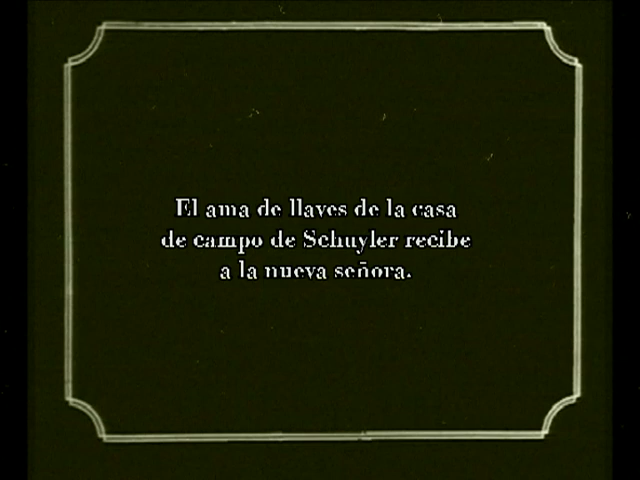 El ama de llaves de la casa
de campo de Schuyler recibe
a la nueva señora.